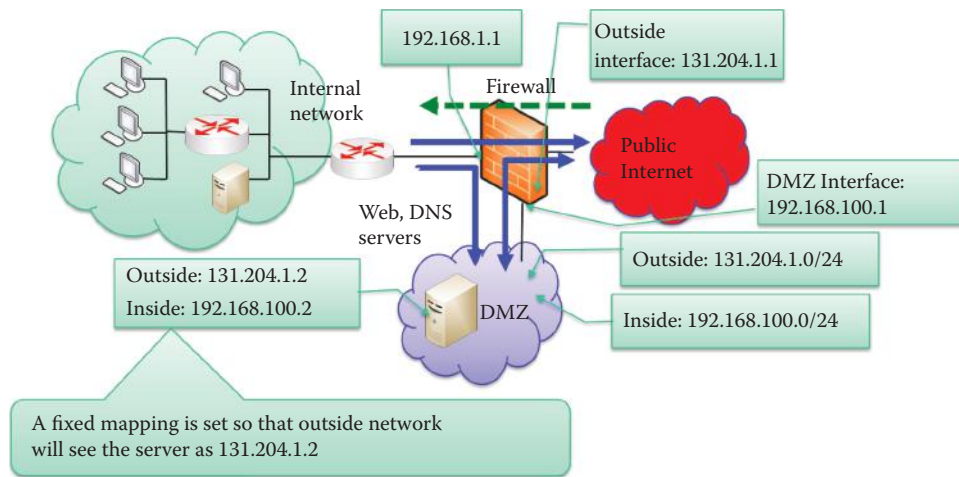 192.168.1.1
Outside
interface: 131.204.1.1
Internal
network
Firewall
Public
Internet
DMZ Interface:
192.168.100.1
Web, DNS
servers
Outside: 131.204.1.2
Inside: 192.168.100.2
DMZ
Outside: 131.204.1.0/24
Inside: 192.168.100.0/24
A fixed mapping is set so that outside network
will see the server as 131.204.1.2